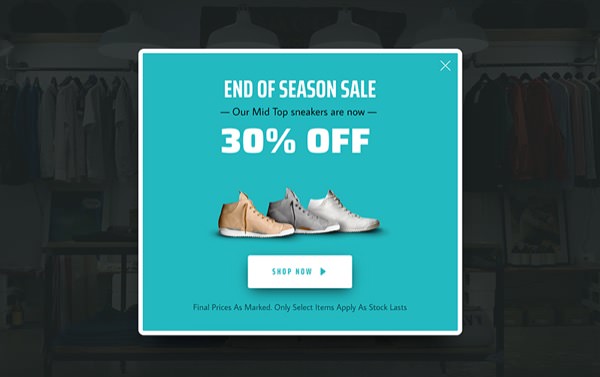 END OF SEASON SALE
— Our Mid Top sneakers are now —
30% OFF
SHOP NOW
Final Prices As Marked. Only Select Items Apply As Stock Lasts